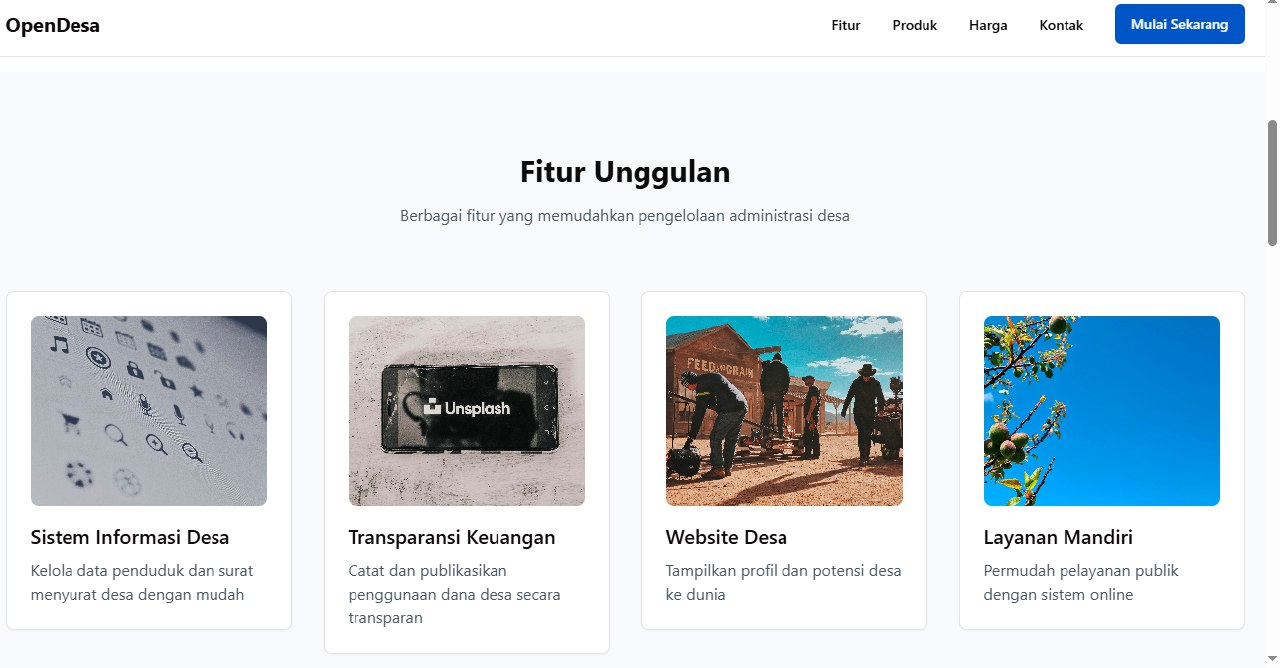 OpenDesa
Fitur
Produk
Harga
Kontak
Mulai Sekarang
Fitur Unggulan
Berbagai fitur yang memudahkan pengelolaan administrasi desa
Unsplash
FEED & GRAIN
Sistem Informasi Desa
Kelola data penduduk dan surat
menyurat desa dengan mudah
Transparansi Keuangan
Catat dan publikasikan
penggunaan dana desa secara
transparan
Website Desa
Tampilkan profil dan potensi desa
ke dunia
Layanan Mandiri
Permudah pelayanan publik
dengan sistem online